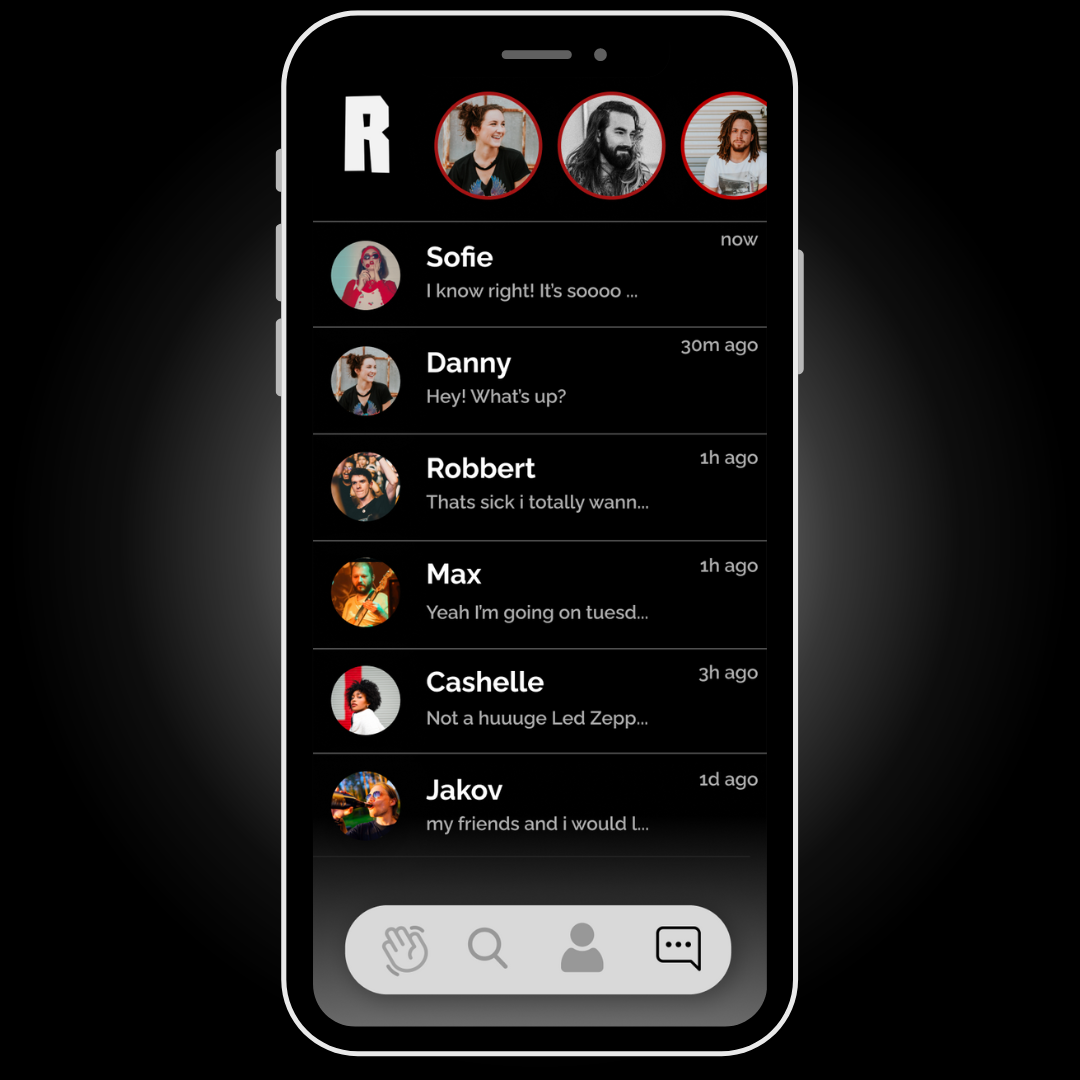 R
now
Sofie
I know right! It's soooo ...
30m ago
Danny
Hey! What's up?
1h ago
Robbert
Thats sick i totally wann...
1h ago
Max
Yeah I'm going on tuesd...
3h ago
Cashelle
Not a huuuge Led Zepp...
1d ago
Jakov
my friends and i would l...